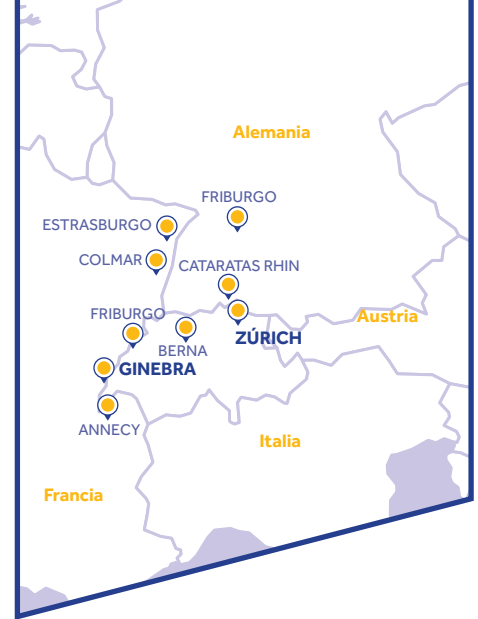 Alemania
FRIBURGO
ESTRASBURGO
COLMAR
CATARATAS RHIN
FRIBURGO
Austria
ZÚRICH
BERNA
GINEBRA
ANNECY
Italia
Francia